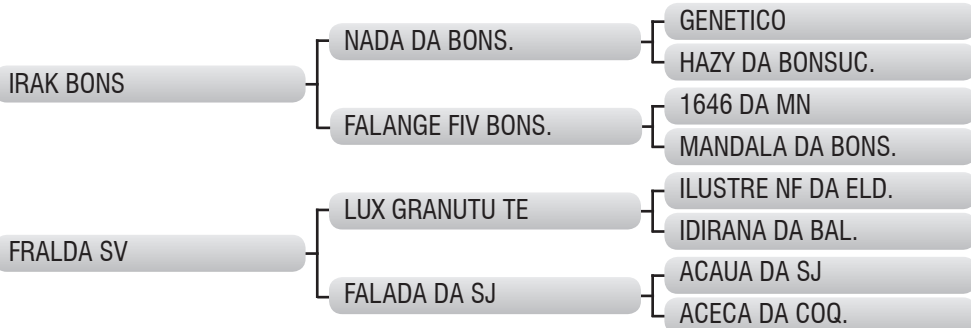 IRAK BONS
NADA DA BONS.
GENETICO
HAZY DA BONSUC.
FALANGE FIV BONS.
1646 DA MN
MANDALA DA BONS.
FRALDA SV
LUX GRANUTU TE
ILUSTRE NF DA ELD.
IDIRANA DA BAL.
FALADA DA SJ
ACAUA DA SJ
ACECA DA COQ.